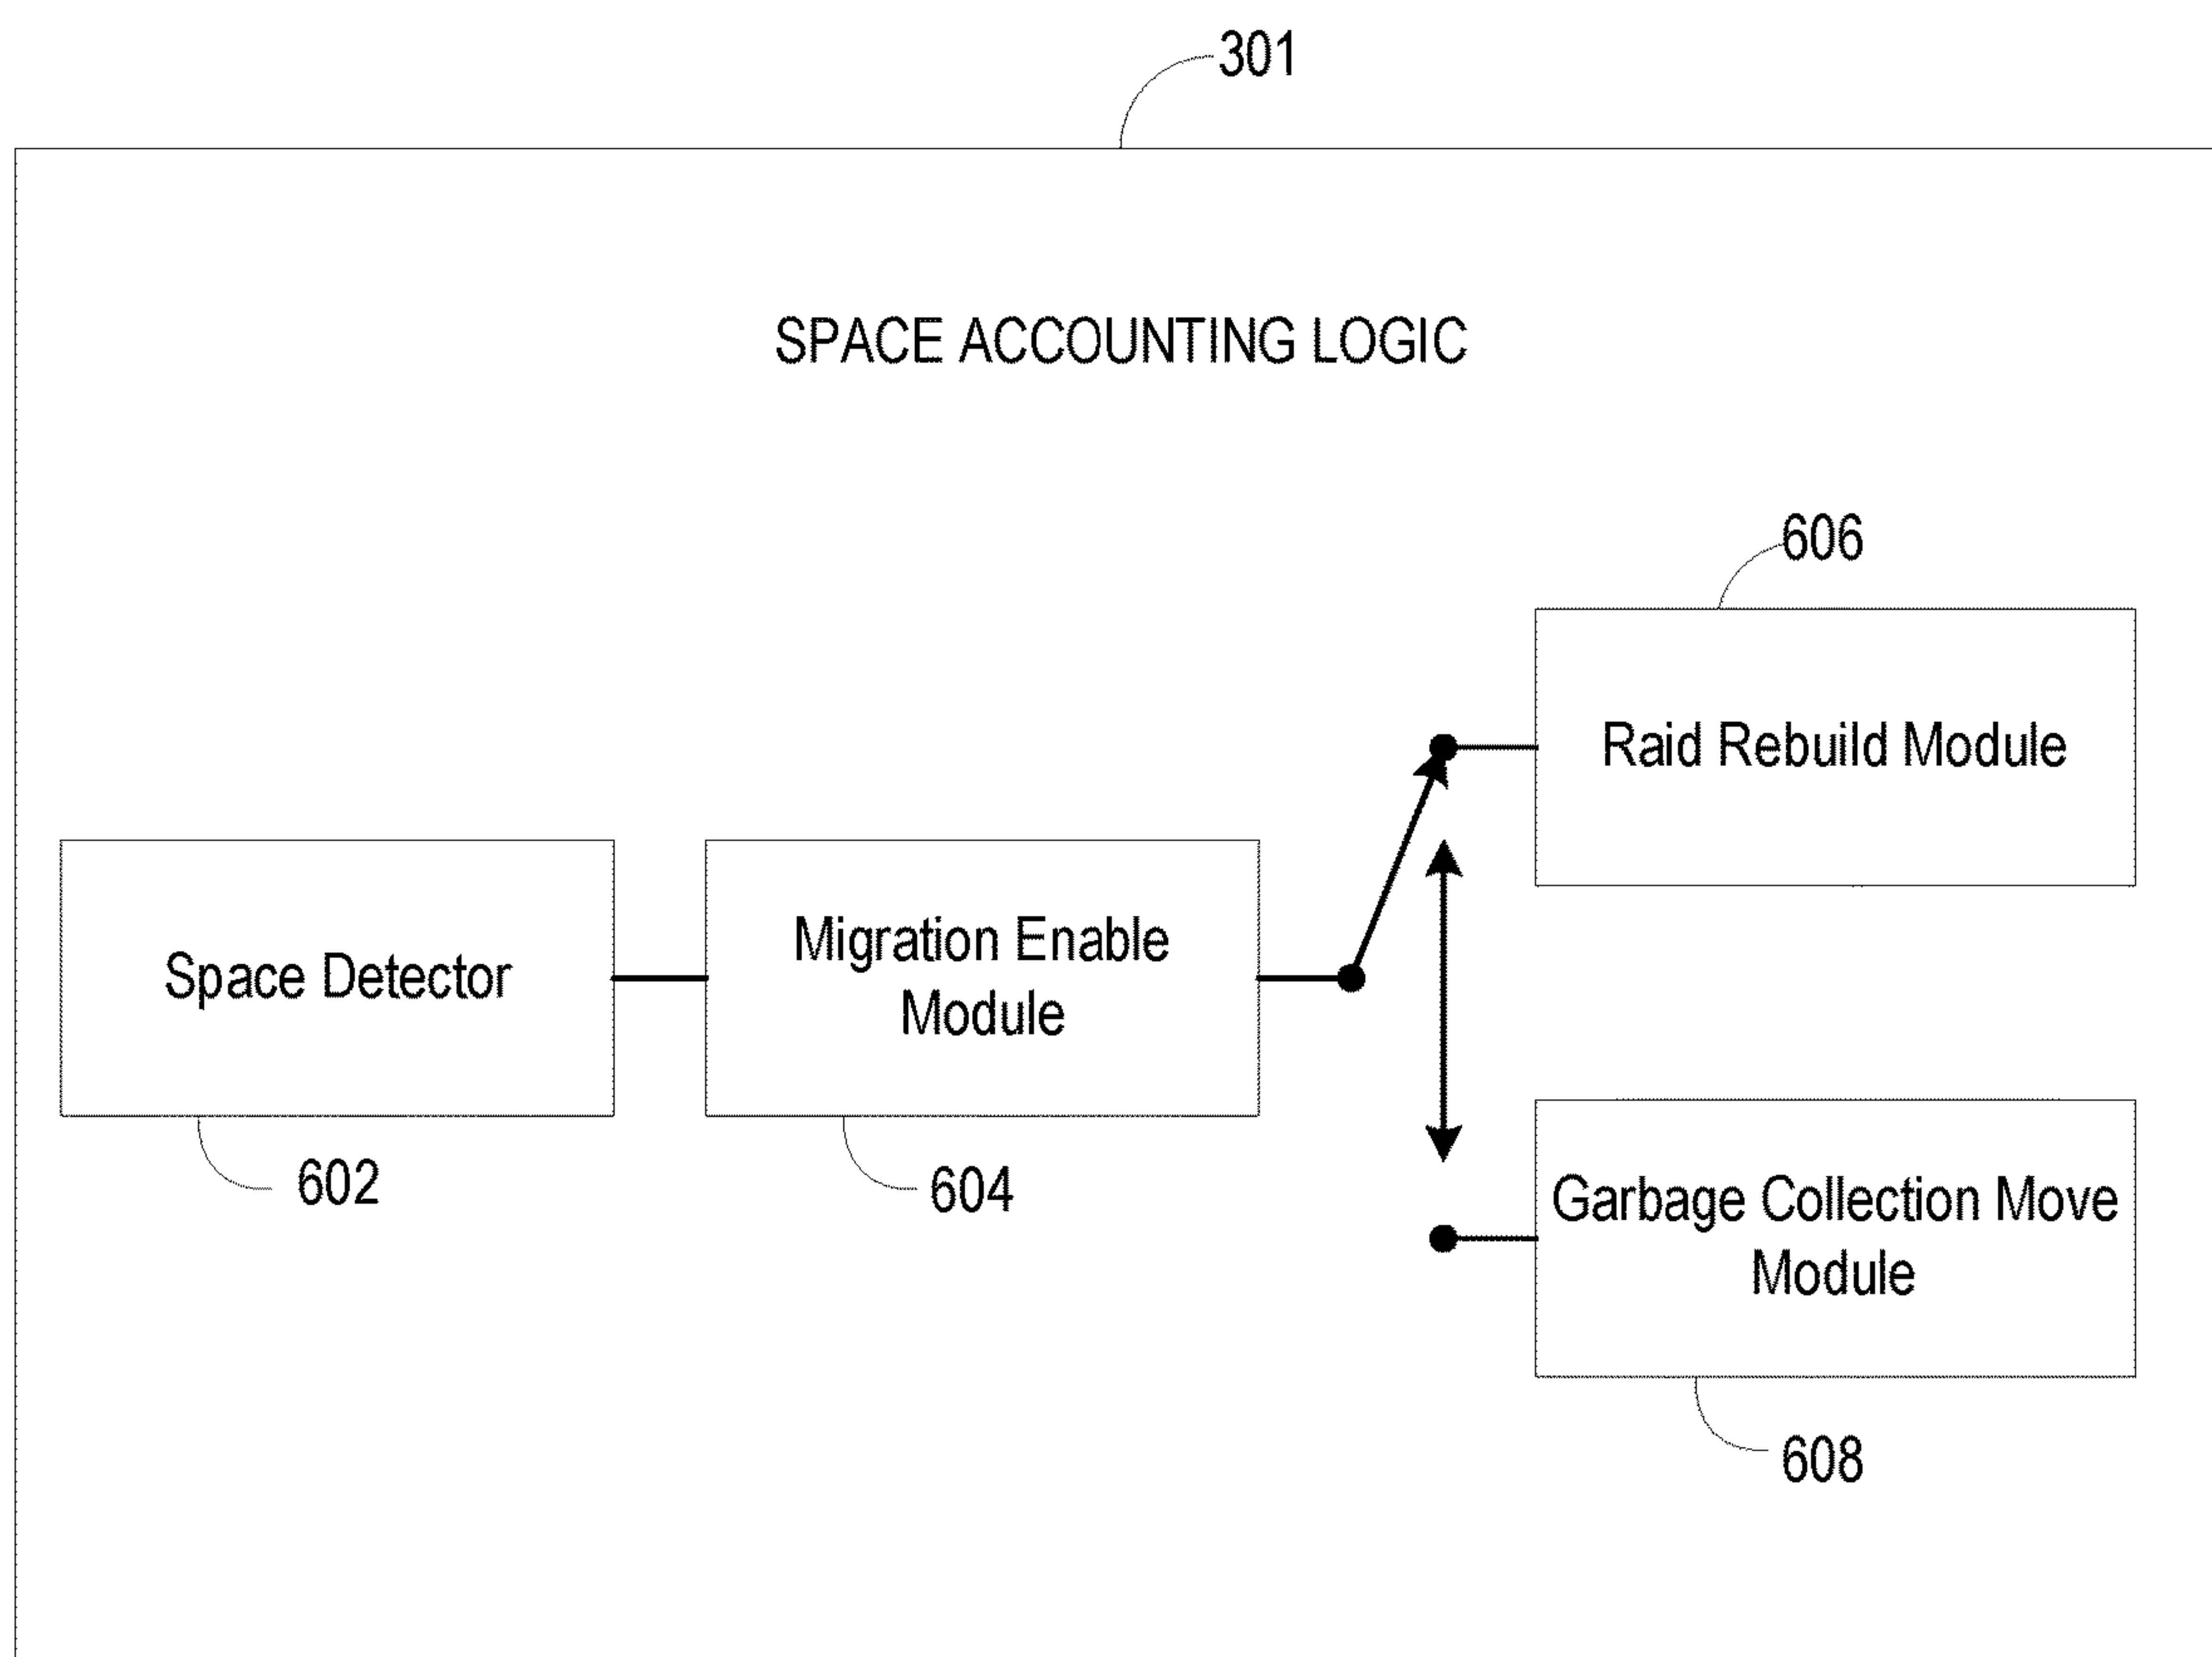 301
SPACE ACCOUNTING LOGIC
606
Raid Rebuild Module
Space Detector
Migration Enable
Module
602
604
Garbage Collection Move
Module
608